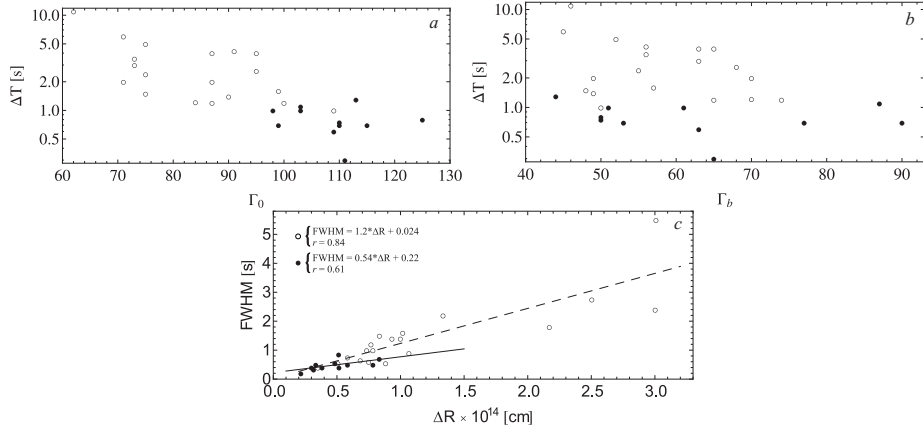 a
b
10.0
5.0
2.0
1.0
0.5
ΔT [s]
60 70 80 90 100 110 120 130
Γ0
10.0
5.0
2.0
1.0
0.5
ΔT [s]
40 50 60 70 80 90
Γb
c
FWHM = 1.2*ΔR + 0.024
r = 0.84
FWHM = 0.54*ΔR + 0.22
r = 0.61
5
4
3
2
1
0
FWHM [s]
0.0 0.5 1.0 1.5 2.0 2.5 3.0
ΔR × 10^14 [cm]